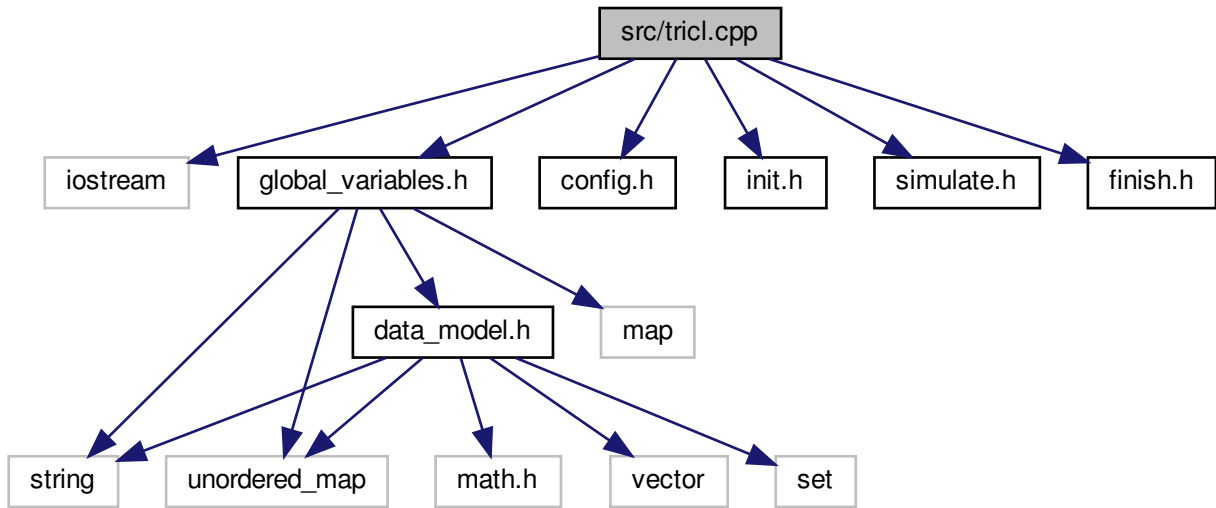 src/tricl.cpp
iostream
global_variables.h
config.h
init.h
simulate.h
finish.h
data_model.h
map
string
unordered_map
math.h
vector
set